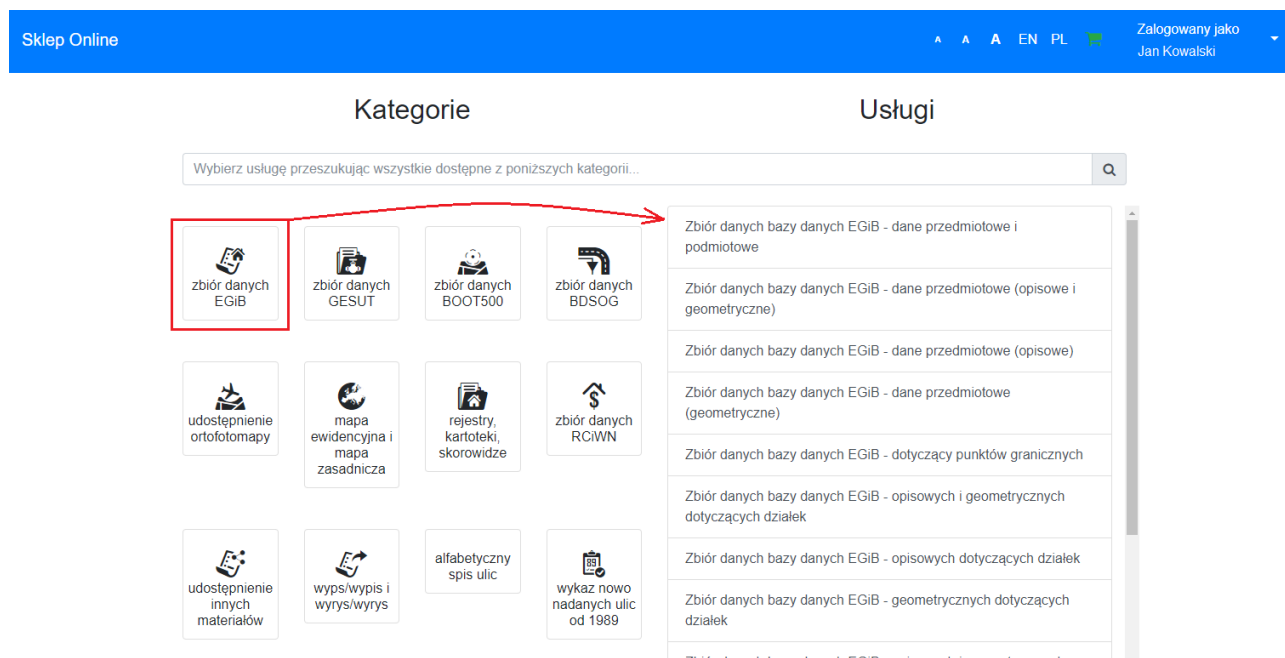 Sklep Online
A A A EN PL
Zalogowany jako
Jan Kowalski
Kategorie
Usługi
Wybierz usługę przeszukując wszystkie dostępne z poniższych kategorii...
zbiór danych
EGiB
zbiór danych
GESUT
zbiór danych
BOOT500
zbiór danych
BDSOG
udostępnienie
ortofotomapy
mapa
ewidencyjna i
mapa
zasadnicza
rejestry,
kartoteki,
skorowidze
$
zbiór danych
RCiWN
udostępnienie
innych
materiałów
wyps/wypis i
wyrys/wyrys
alfabetyczny
spis ulic
89
wykaz nowo
nadanych ulic
od 1989
Zbiór danych bazy danych EGiB - dane przedmiotowe i
podmiotowe
Zbiór danych bazy danych EGiB - dane przedmiotowe (opisowe i
geometryczne)
Zbiór danych bazy danych EGiB - dane przedmiotowe (opisowe)
Zbiór danych bazy danych EGiB - dane przedmiotowe
(geometryczne)
Zbiór danych bazy danych EGiB - dotyczący punktów granicznych
Zbiór danych bazy danych EGiB - opisowych i geometrycznych
dotyczących działek
Zbiór danych bazy danych EGiB - opisowych dotyczących działek
Zbiór danych bazy danych EGiB - geometrycznych dotyczących
działek